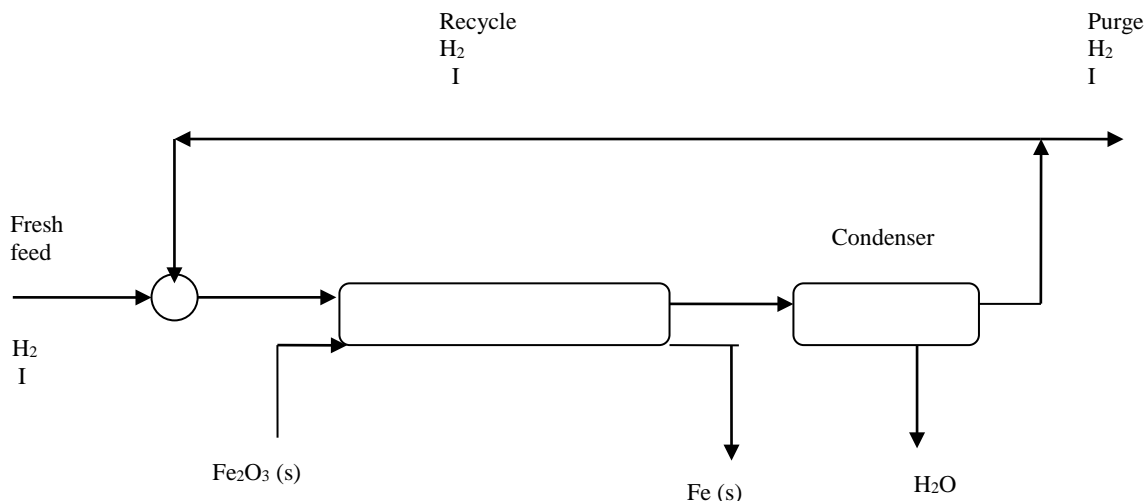 Recycle
H₂
I
Purge
H₂
I
Fresh
feed
Condenser
H₂
I
Fe₂O₃ (s)
Fe (s)
H₂O